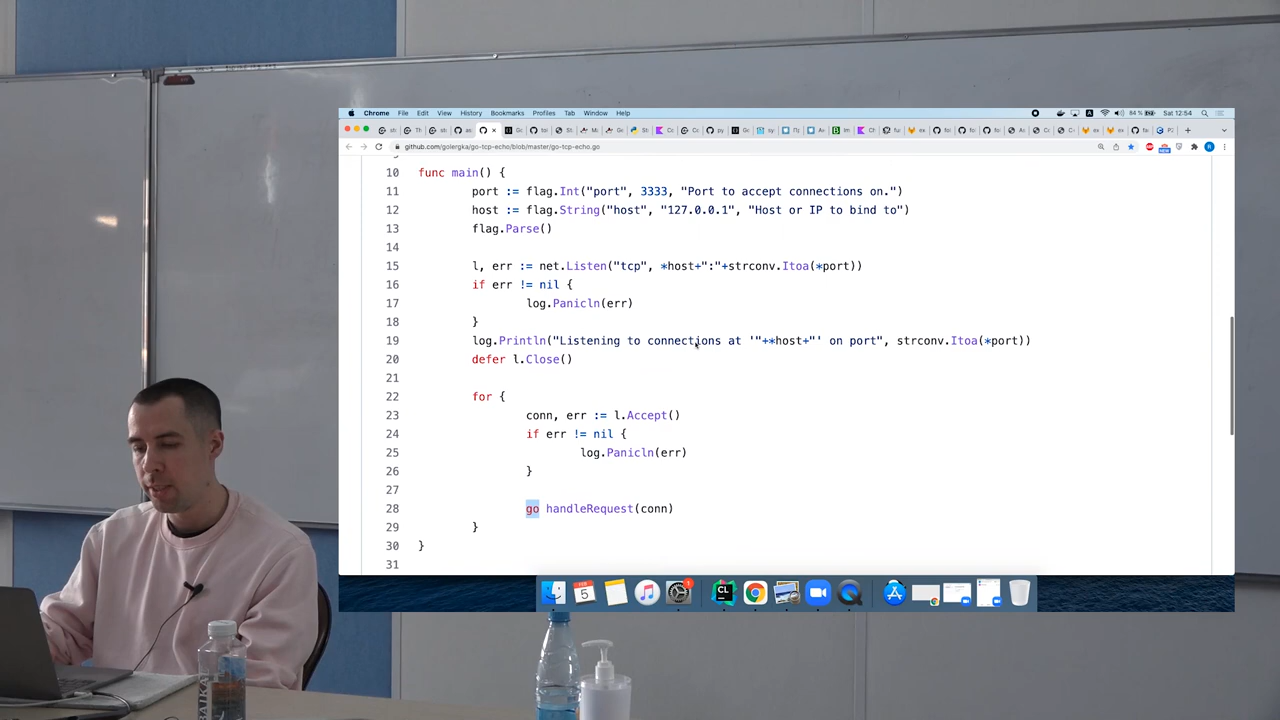 Chrome File Edit View History Bookmarks Profiles Tab Window Help
84 % Sat 12:54
github.com/golergka/go-tcp-echo/blob/master/go-tcp-echo.go
10 func main() {
11 port := flag.Int("port", 3333, "Port to accept connections on.")
12 host := flag.String("host", "127.0.0.1", "Host or IP to bind to")
13 flag.Parse()
14
15 l, err := net.Listen("tcp", *host+":"+strconv.Itoa(*port))
16 if err != nil {
17 log.Panicln(err)
18 }
19 log.Println("Listening to connections at '"+*host+"' on port", strconv.Itoa(*port))
20 defer l.Close()
21
22 for {
23 conn, err := l.Accept()
24 if err != nil {
25 log.Panicln(err)
26 }
27
28 go handleRequest(conn)
29 }
30 }
31
FEB
5
1
CL